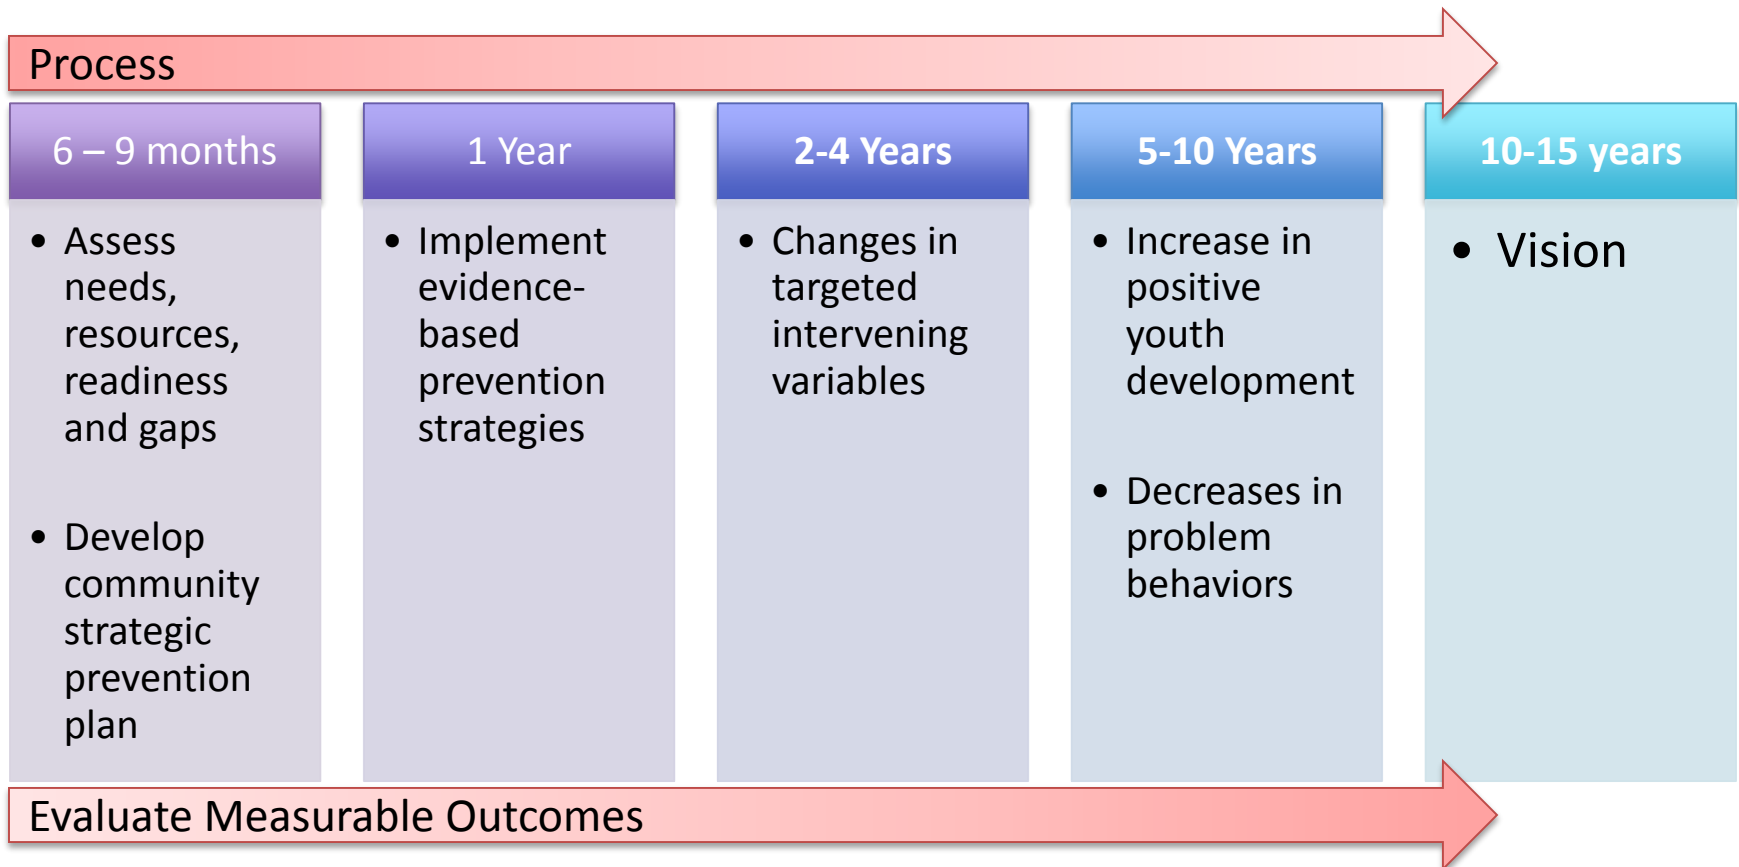 Process
6 – 9 months
• Assess
needs,
resources,
readiness
and gaps
• Develop
community
strategic
prevention
plan
1 Year
• Implement
evidence-
based
prevention
strategies
2-4 Years
• Changes in
targeted
intervening
variables
5-10 Years
• Increase in
positive
youth
development
• Decreases in
problem
behaviors
10-15 years
• Vision
Evaluate Measurable Outcomes